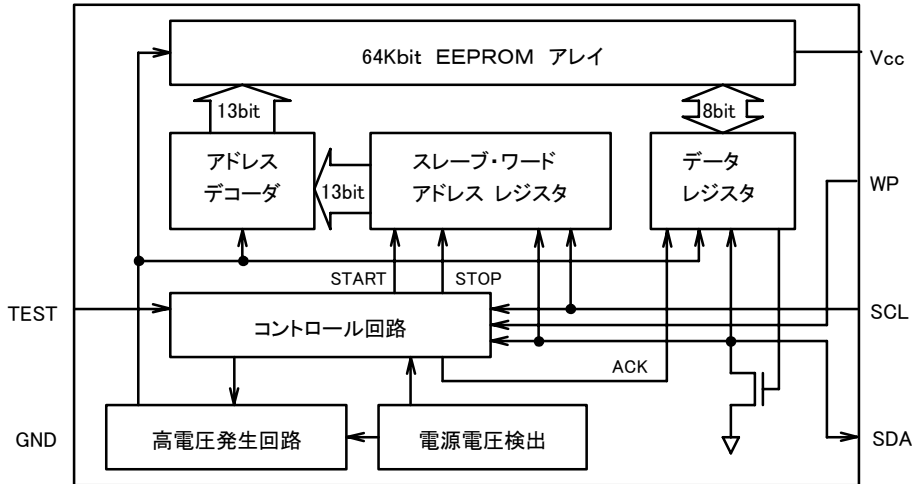 64Kbit EEPROM アレイ
Vcc
13bit
8bit
アドレス
デコーダ
13bit
スレーブ・ワード
アドレス レジスタ
データ
レジスタ
WP
START
STOP
TEST
コントロール回路
SCL
ACK
GND
高電圧発生回路
電源電圧検出
SDA